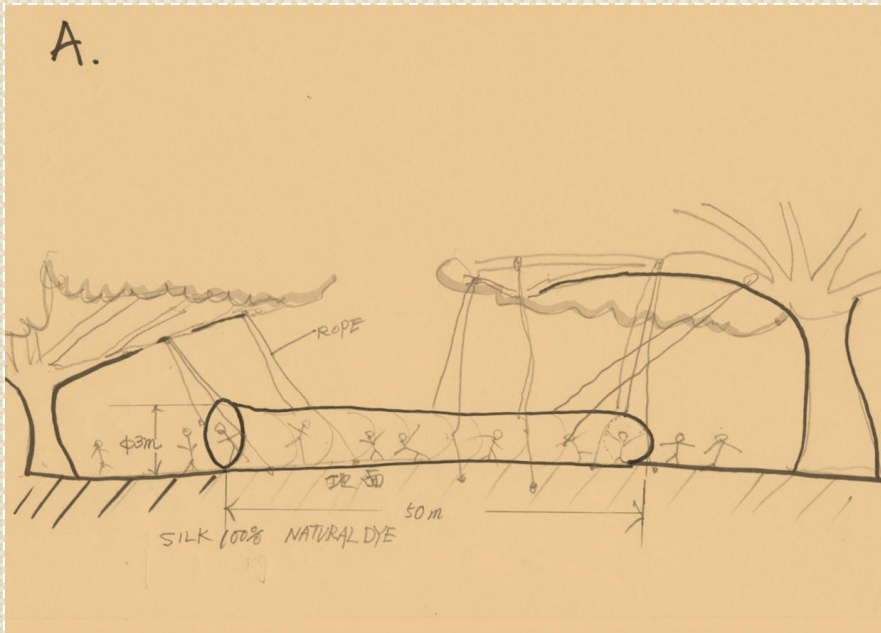 A.
ROPE
φ3m
地面
50m
SILK 100% NATURAL DYE